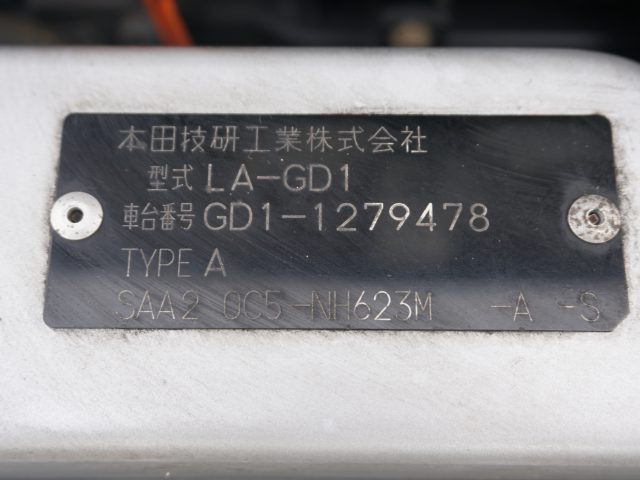 本田技研工業株式会社
型式 LA-GD1
車台番号 GD1-1279478
TYPE A
SAA2 0C5-NH623M -A -S